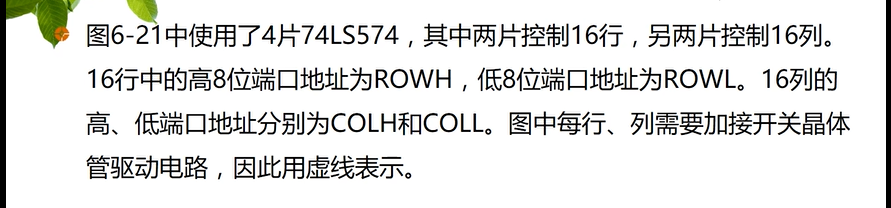 图6-21中使用了4片74LS574，其中两片控制16行，另两片控制16列。
16行中的高8位端口地址为ROWH，低8位端口地址为ROWL。16列的
高、低端口地址分别为COLH和COLL。图中每行、列需要加接开关晶体
管驱动电路，因此用虚线表示。